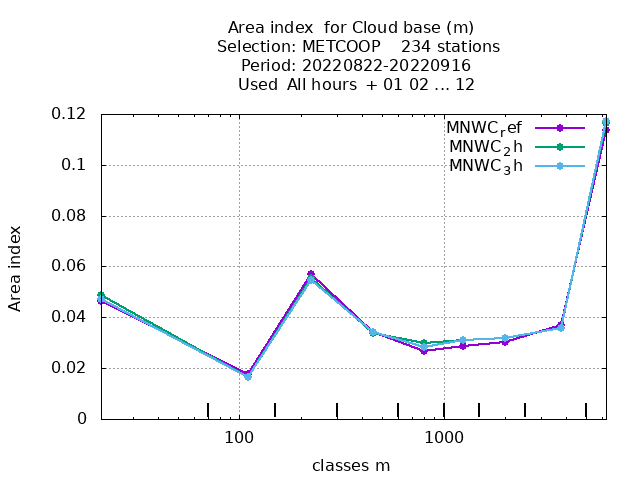 Area index  for Cloud base (m)
Selection: METCOOP    234 stations
Period: 20220822-20220916
Used  All hours  + 01 02 ... 12
0.12
0.1
0.08
0.06
0.04
0.02
0
Area index
MNWC_ref
MNWC_2h
MNWC_3h
100
1000
classes m